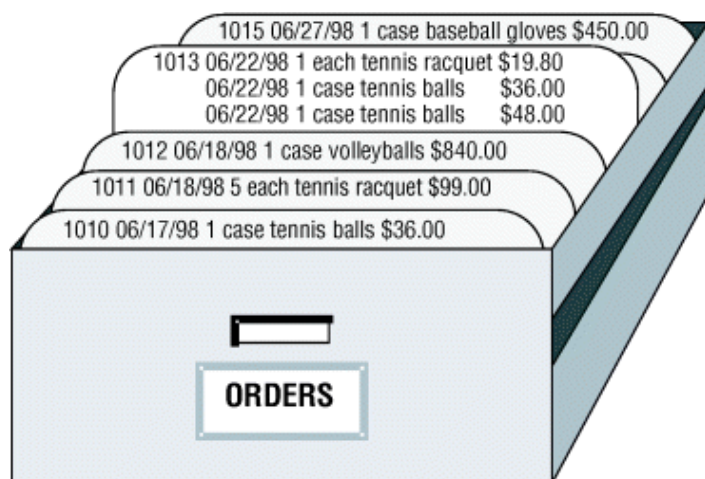 1015 06/27/98 1 case baseball gloves $450.00
1013 06/22/98 1 each tennis racquet $19.80
06/22/98 1 case tennis balls $36.00
06/22/98 1 case tennis balls $48.00
1012 06/18/98 1 case volleyballs $840.00
1011 06/18/98 5 each tennis racquet $99.00
1010 06/17/98 1 case tennis balls $36.00
ORDERS